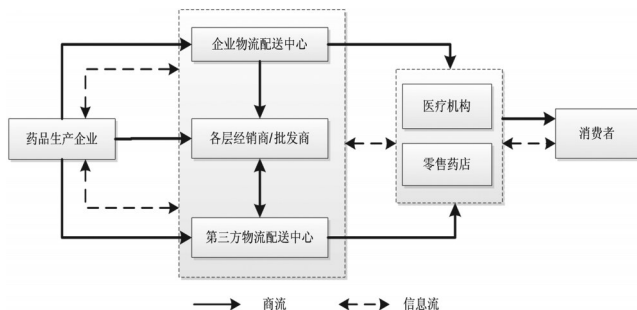 企业物流配送中心
医疗机构
药品生产企业
各层经销商/批发商
消费者
零售药店
第三方物流配送中心
商流
信息流